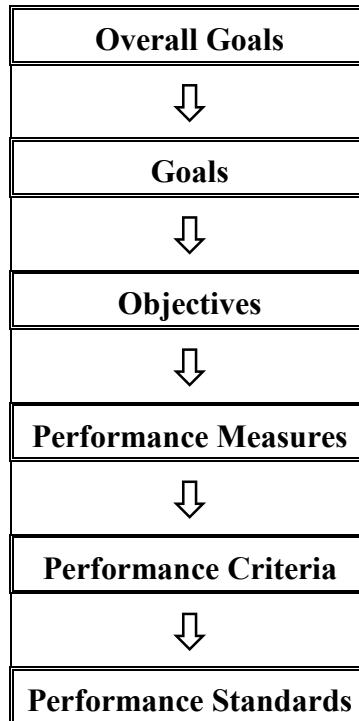 Overall Goals
Goals
Objectives
Performance Measures
Performance Criteria
Performance Standards